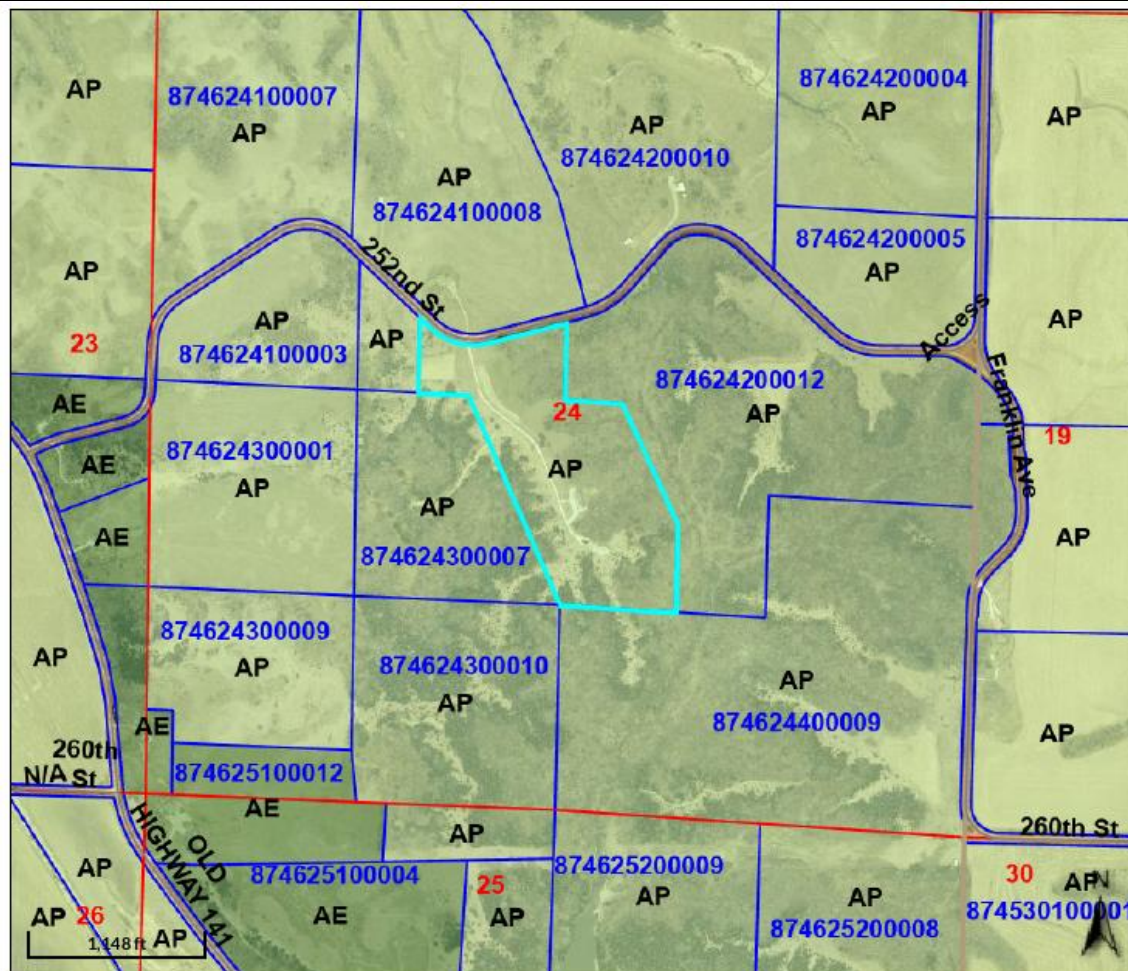 AP
874624100007
AP
AP
874624100008
AP
874624200010
874624200004
AP
AP
AP
23
252nd St
AP
874624100003
AP
874624200005
AP
Access
AP
AE
AE
AE
874624300001
AP
AP
874624300007
24
AP
874624200012
AP
Franklin Ave
19
AP
AP
874624300009
AP
874624300010
AP
AP
874624400009
AP
AE
874625100012
260th
N/A St
AE
AP
OLD
HIGHWAY 141
874625100004
AE
25
AP
874625200009
AP
AP
874625200008
260th St
30
AP
874530100001
N
AP
AP
26
AP
1,148 ft